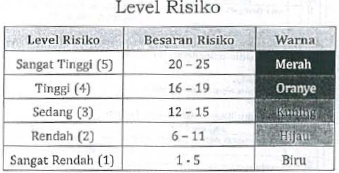 Level Risiko
Level Risiko Besaran Risiko Warna
Sangat Tinggi (5) 20 – 25 Merah
Tinggi (4) 16 – 19 Oranye
Sedang (3) 12 – 15 Kuning
Rendah (2) 6 – 11 Hijau
Sangat Rendah (1) 1 - 5 Biru